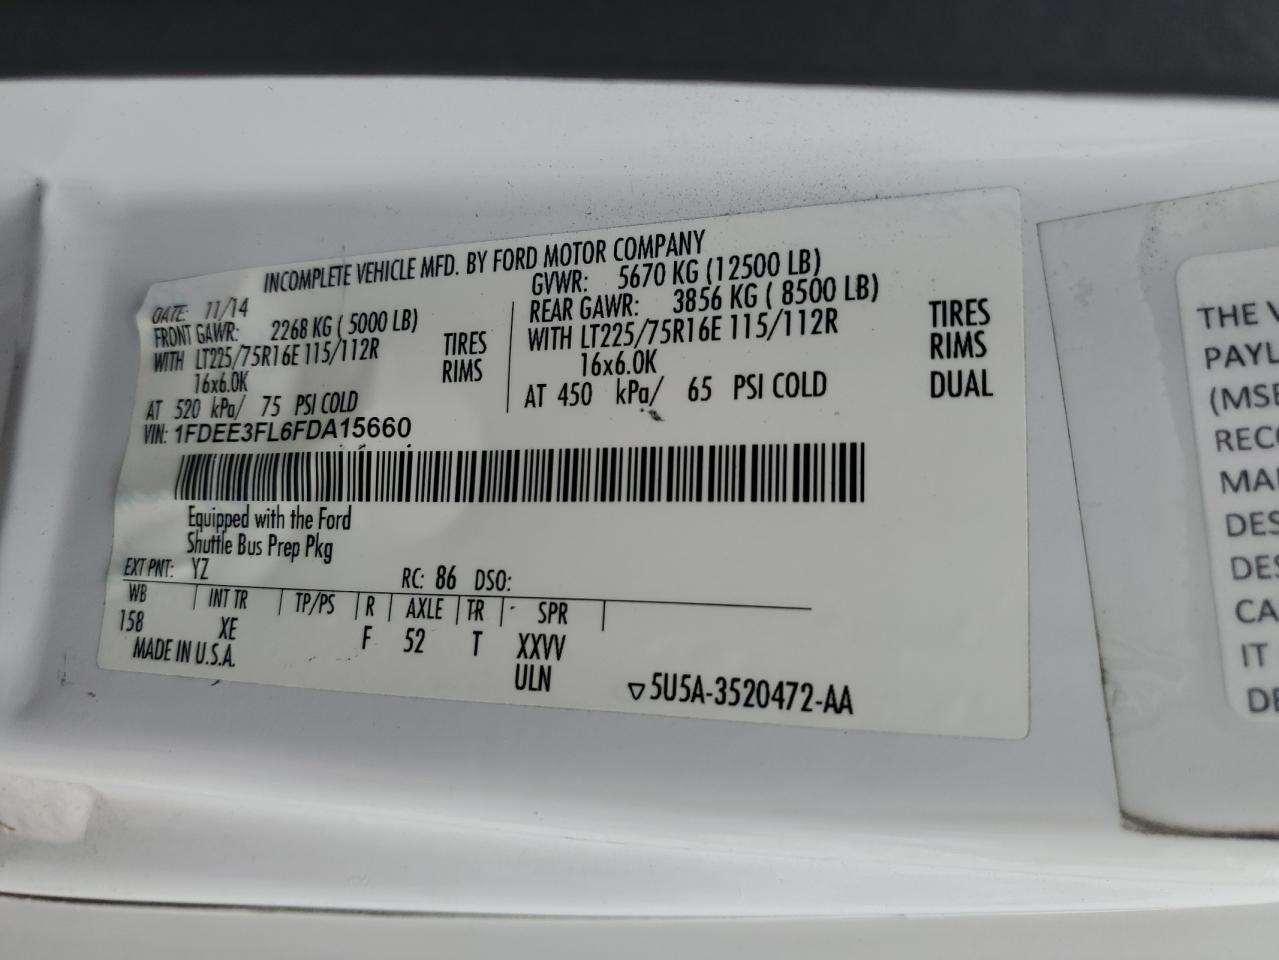 INCOMPLETE VEHICLE MFD. BY FORD MOTOR COMPANY
DATE: 11/14
GVWR: 5670 KG (12500 LB)
FRONT GAWR: 2268 KG ( 5000 LB)
REAR GAWR: 3856 KG ( 8500 LB)
WITH LT225/75R16E 115/112R TIRES
WITH LT225/75R16E 115/112R TIRES
16x6.0K RIMS
16x6.0K RIMS
AT 520 kPa/ 75 PSI COLD
AT 450 kPa/ 65 PSI COLD DUAL
VIN: 1FDEE3FL6FDA15660
Equipped with the Ford
Shuttle Bus Prep Pkg
EXT PNT: YZ RC: 86 DSO:
WB | INT TR | TP/PS | R | AXLE | TR | SPR |
158 XE F 52 T XXVV
MADE IN U.S.A. ULN
▽5U5A-3520472-AA
THE V
PAYL
(MSE
RECO
MA
DES
DES
CA
IT
DE